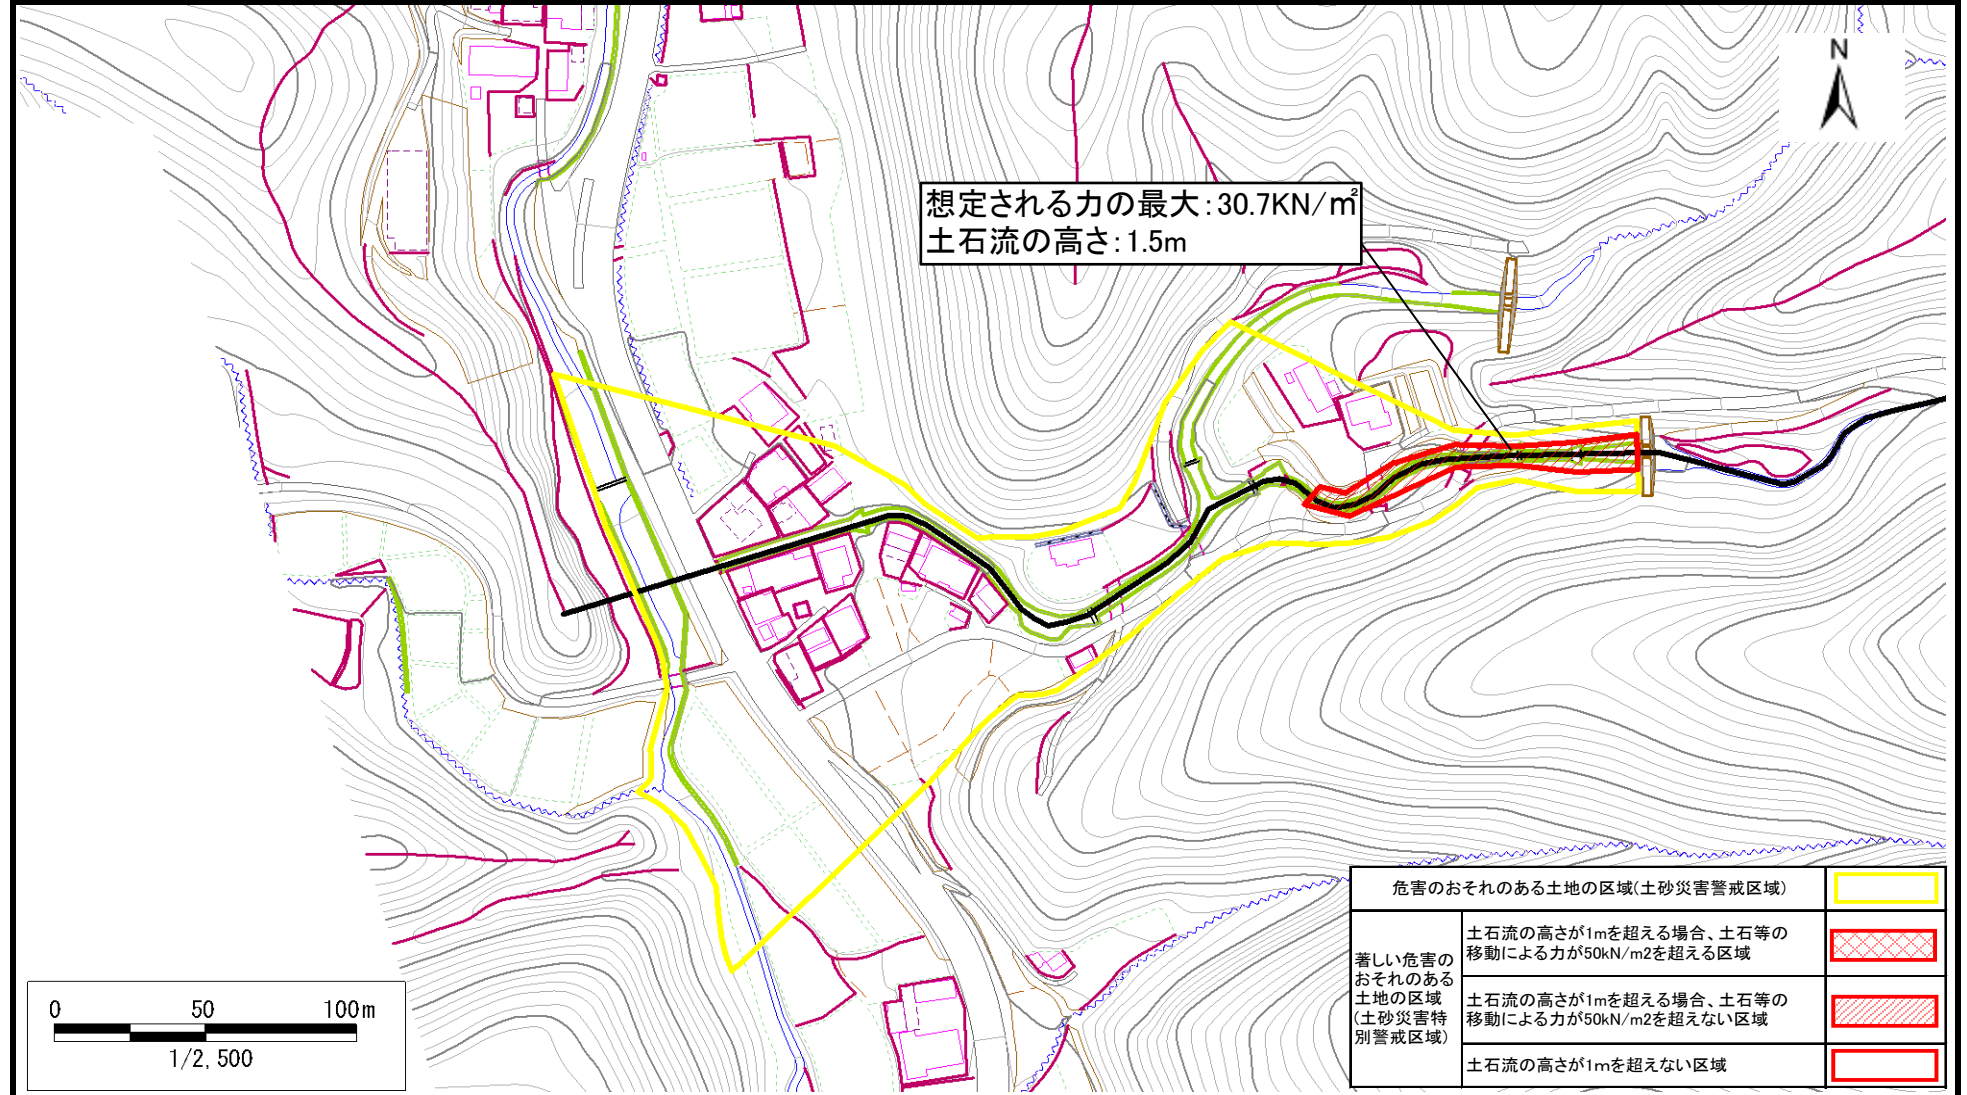 N
想定される力の最大:30.7KN/㎡
土石流の高さ:1.5m
危害のおそれのある土地の区域(土砂災害警戒区域)
著しい危害の
おそれのある
土地の区域
(土砂災害特
別警戒区域)
土石流の高さが1mを超える場合、土石等の
移動による力が50kN/m2を超える区域
土石流の高さが1mを超える場合、土石等の
移動による力が50kN/m2を超えない区域
土石流の高さが1mを超えない区域
0 50 100m
1/2,500